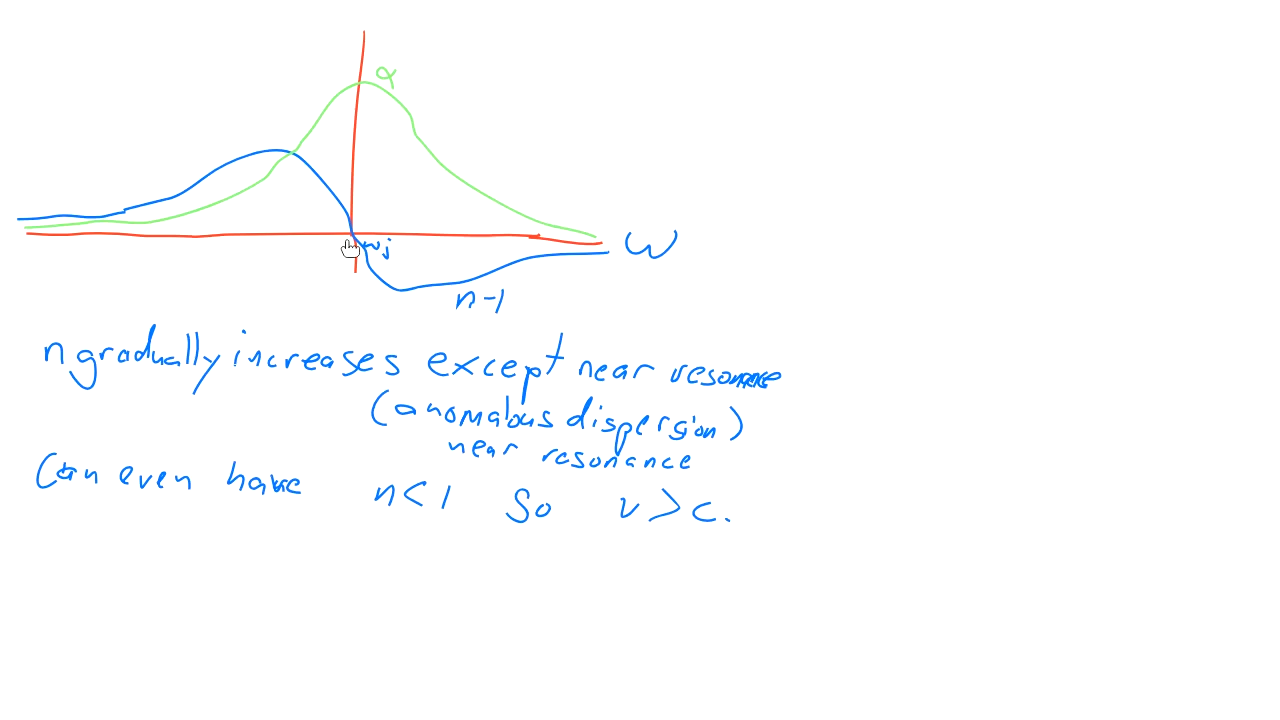 α
ω
ωj
n-1
n gradually increases except near resonance
(anomalous dispersion)
near resonance
Can even have n<1 so v>c.